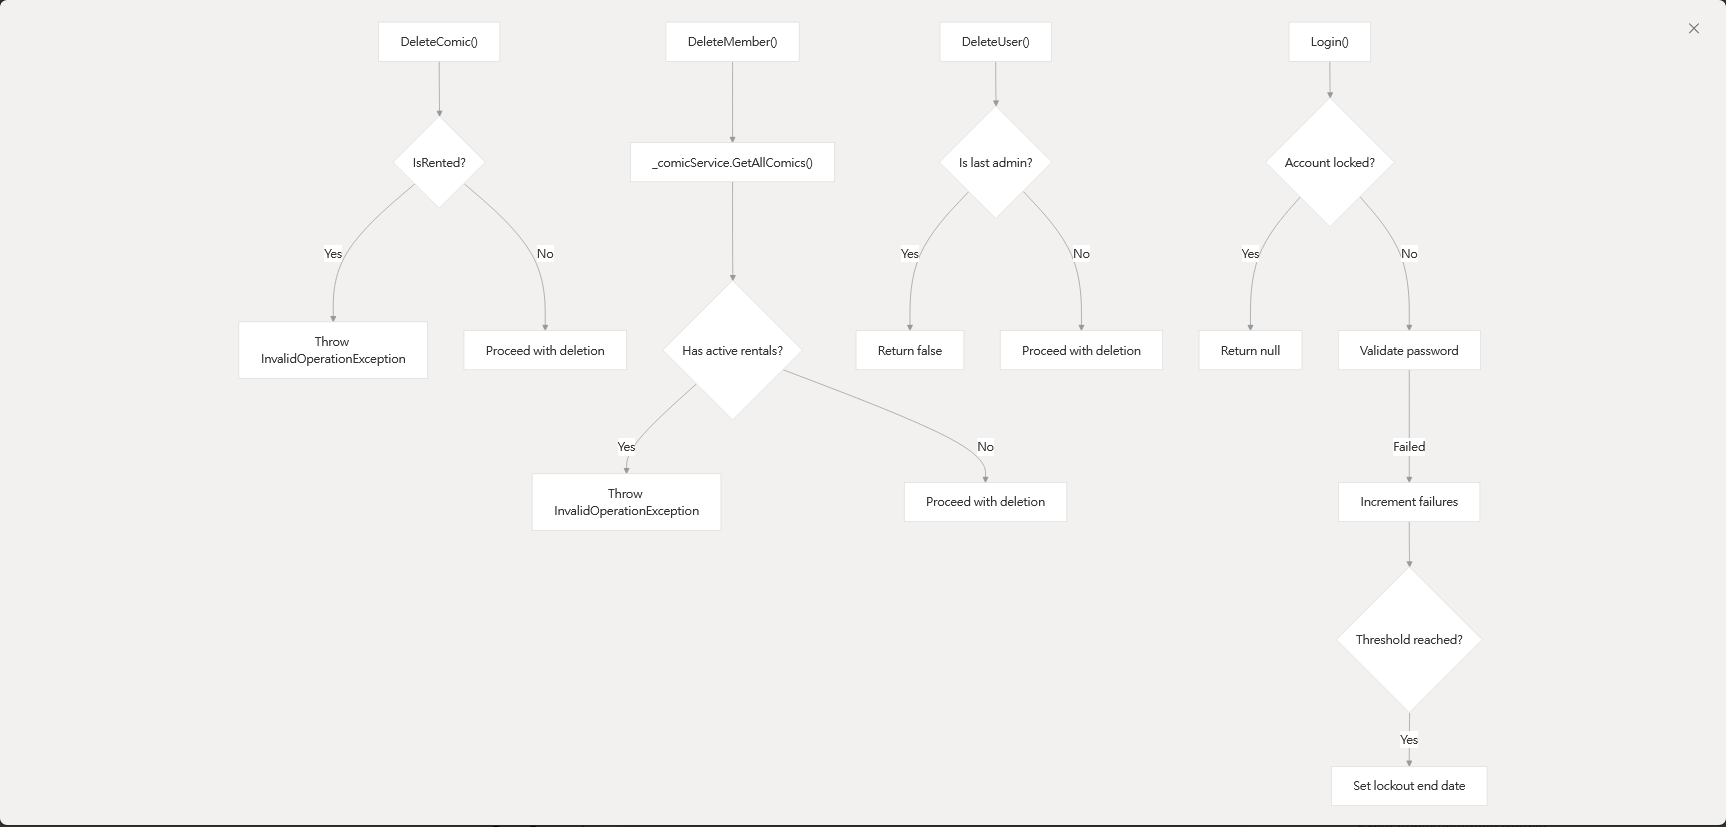 DeleteComic()
DeleteMember()
DeleteUser()
Login()
IsRented?
_comicService.GetAllComics()
Is last admin?
Account locked?
Yes
No
Yes
No
Yes
No
Throw
InvalidOperationException
Proceed with deletion
Has active rentals?
Return false
Proceed with deletion
Return null
Validate password
Yes
No
Failed
Throw
InvalidOperationException
Proceed with deletion
Increment failures
Threshold reached?
Yes
Set lockout end date